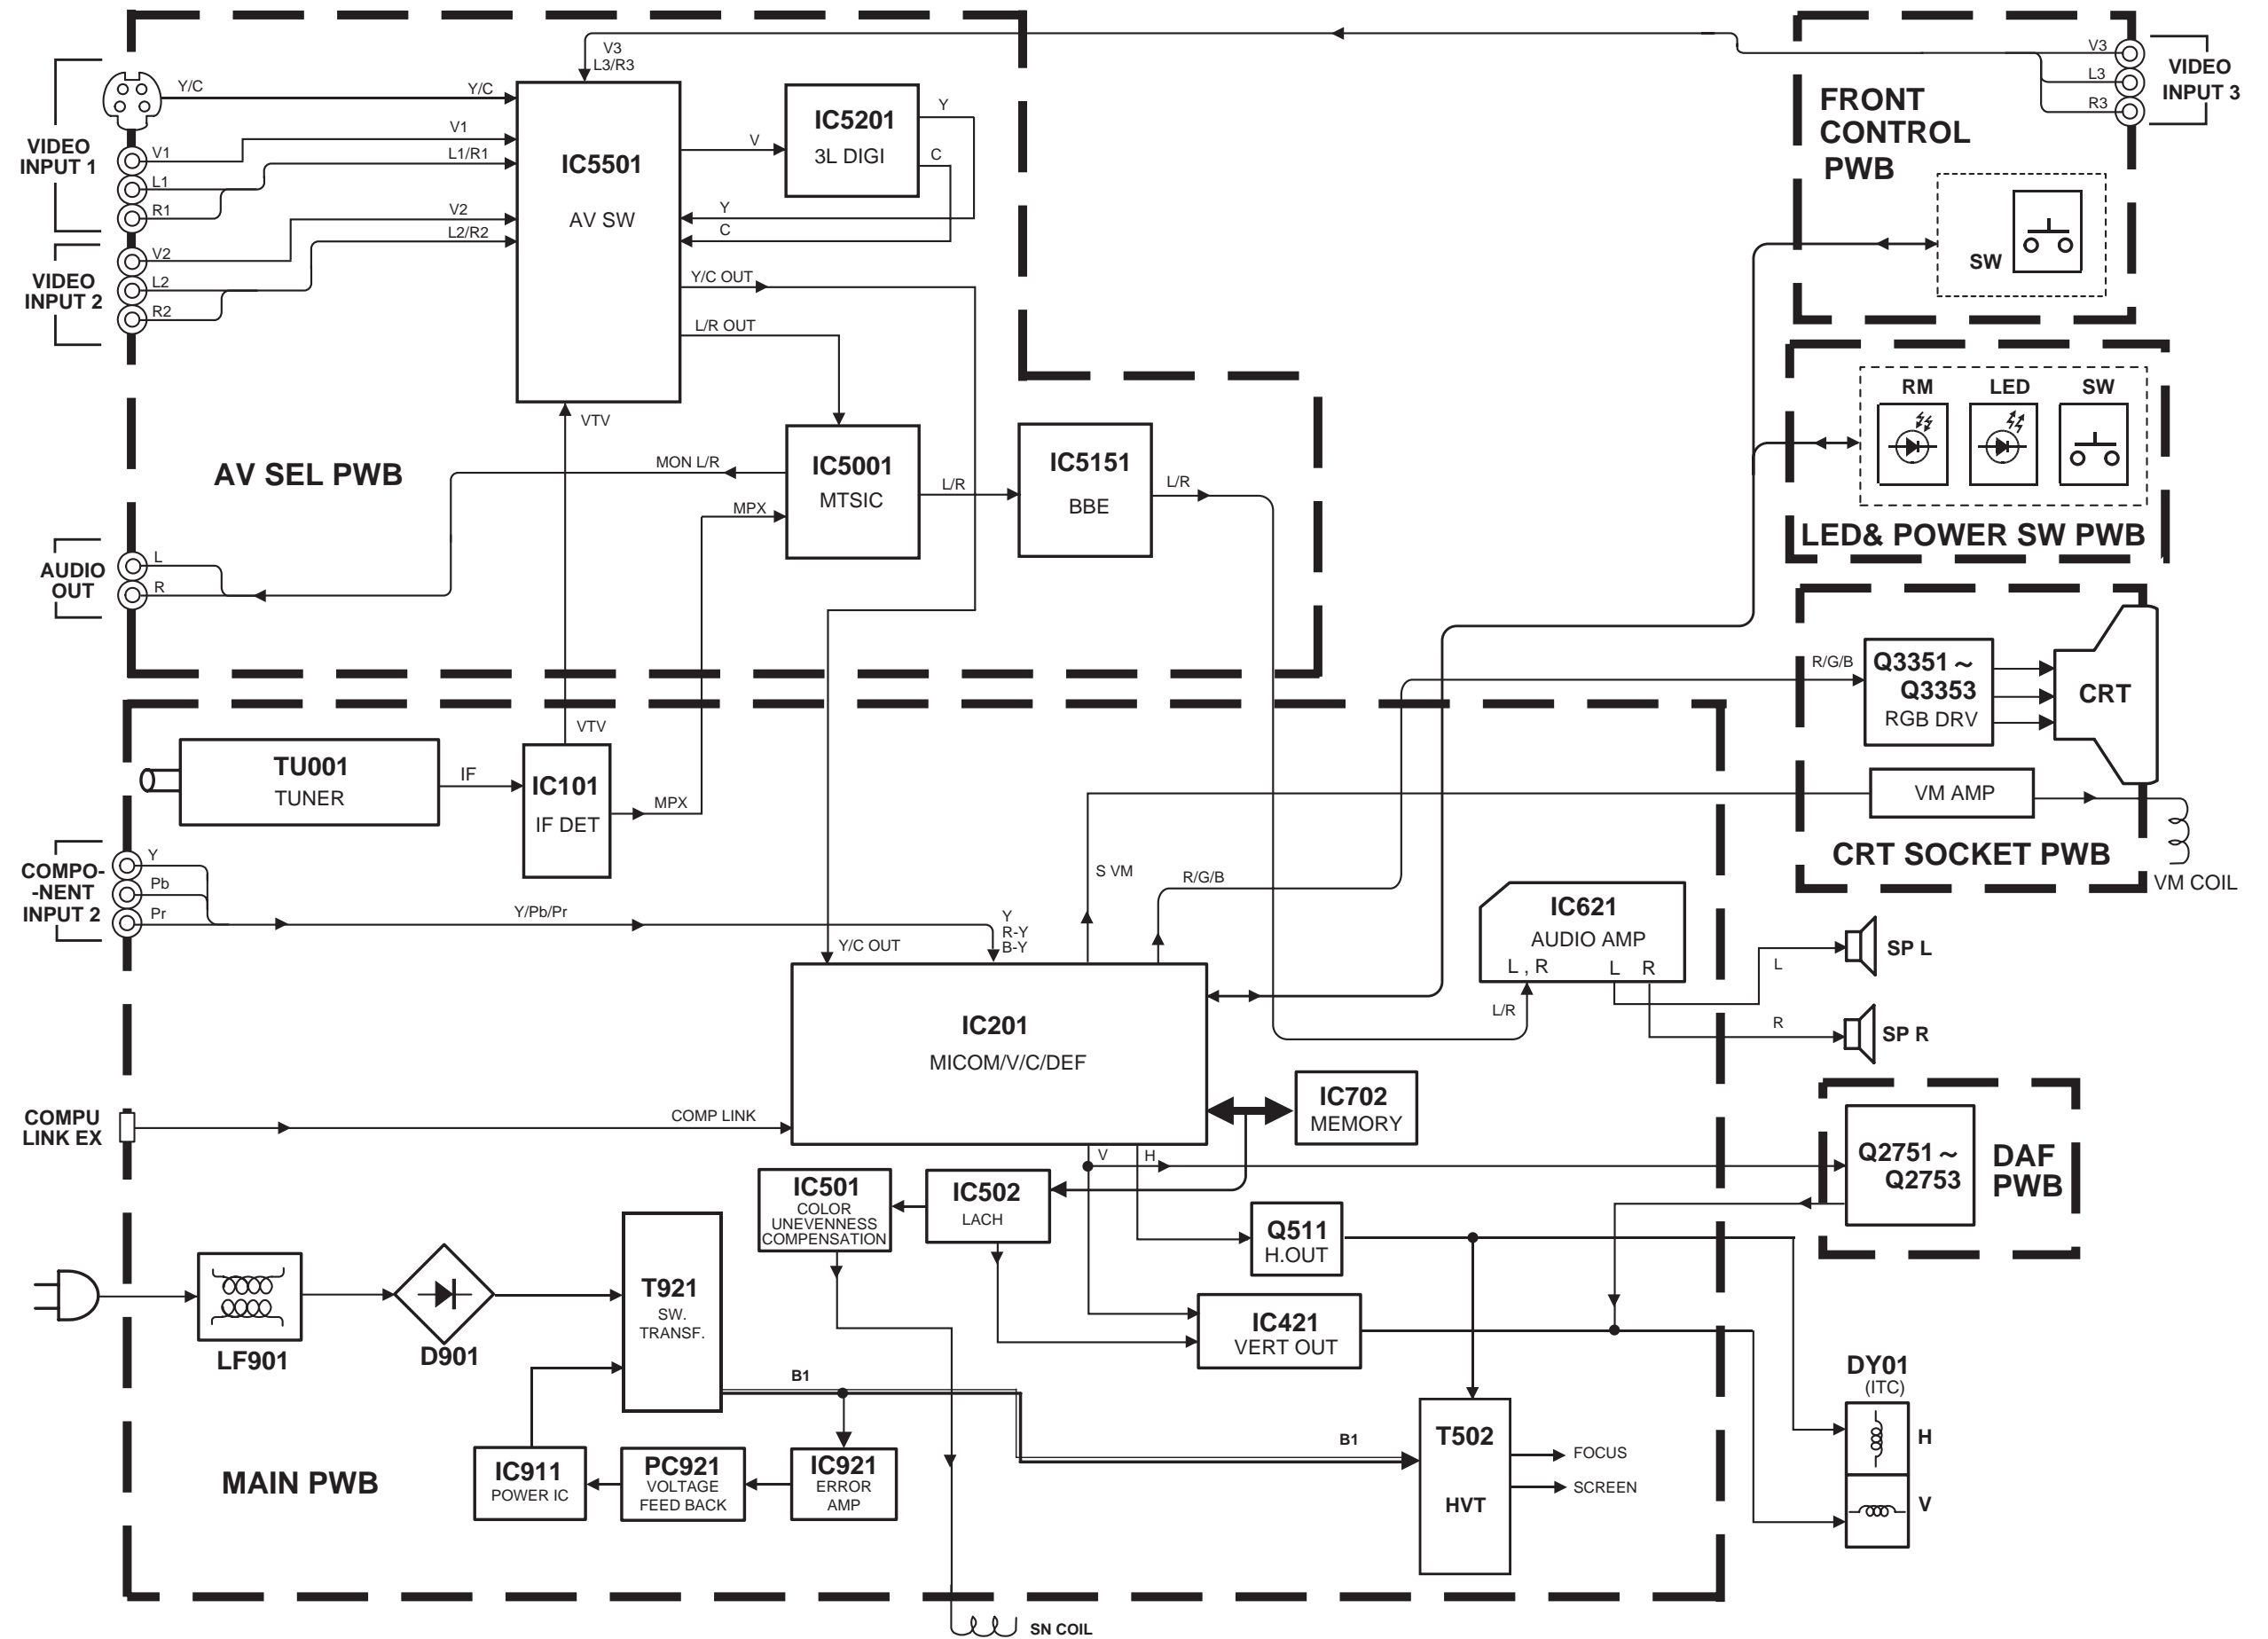 V3
L3/R3
Y/C
Y/C
VIDEO
INPUT 1
V1
L1
R1
V1
L1/R1
VIDEO
INPUT 2
V2
L2
R2
V2
L2/R2
IC5501
AV SW
V
IC5201
3L DIGI
Y
C
Y
C
Y/C OUT
L/R OUT
VTV
AV SEL PWB
MON L/R
MPX
IC5001
MTSIC
L/R
IC5151
BBE
L/R
AUDIO
OUT
L
R
FRONT
CONTROL
PWB
V3
L3
R3
VIDEO
INPUT 3
SW
RM
LED
SW
LED& POWER SW PWB
R/G/B
Q3351 ~
Q3353
RGB DRV
CRT
VM AMP
CRT SOCKET PWB
VM COIL
VTV
TU001
TUNER
IF
IC101
IF DET
MPX
COMPO-
-NENT
INPUT 2
Y
Pb
Pr
Y/Pb/Pr
Y/C OUT
Y
R-Y
B-Y
S VM
R/G/B
IC621
AUDIO AMP
L , R
L
R
L/R
L
SP L
R
SP R
IC201
MICOM/V/C/DEF
COMPU
LINK EX
COMP LINK
IC702
MEMORY
V
H
Q2751 ~
Q2753
DAF
PWB
IC501
COLOR
UNEVENNESS
COMPENSATION
IC502
LACH
Q511
H.OUT
IC421
VERT OUT
LF901
D901
T921
SW.
TRANSF.
B1
B1
IC911
POWER IC
PC921
VOLTAGE
FEED BACK
IC921
ERROR
AMP
T502
HVT
FOCUS
SCREEN
DY01
(ITC)
H
V
MAIN PWB
SN COIL